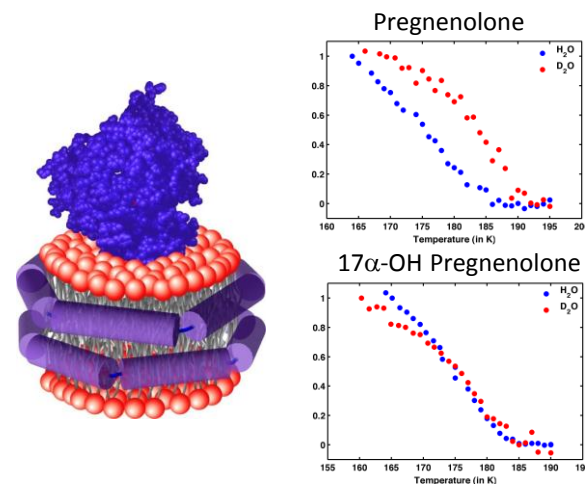 Pregnenolone
H2O
D2O
1
0.8
0.6
0.4
0.2
0
160 165 170 175 180 185 190 195 20
Temperature (in K)
17α-OH Pregnenolone
H2O
D2O
1
0.8
0.6
0.4
0.2
0
155 160 165 170 175 180 185 190 19
Temperature (in K)